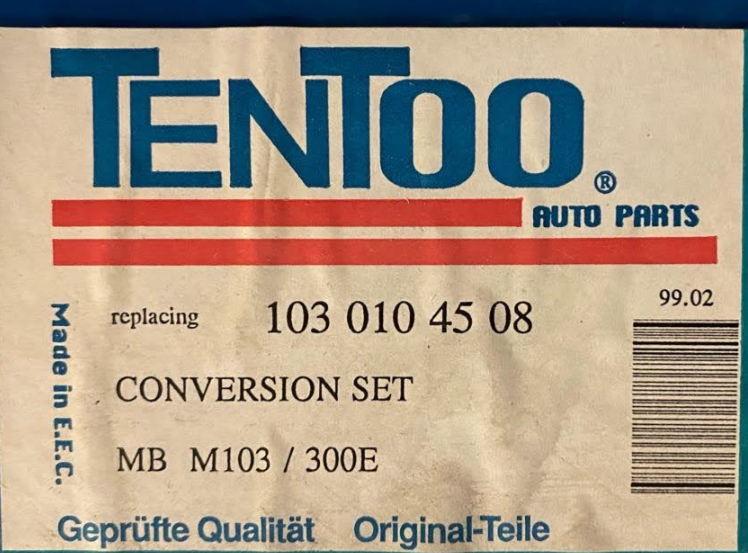 TENTOO®
AUTO PARTS
99.02
replacing 103 010 45 08
Made in E.E.C.
CONVERSION SET
MB M103 / 300E
Geprüfte Qualität Original-Teile